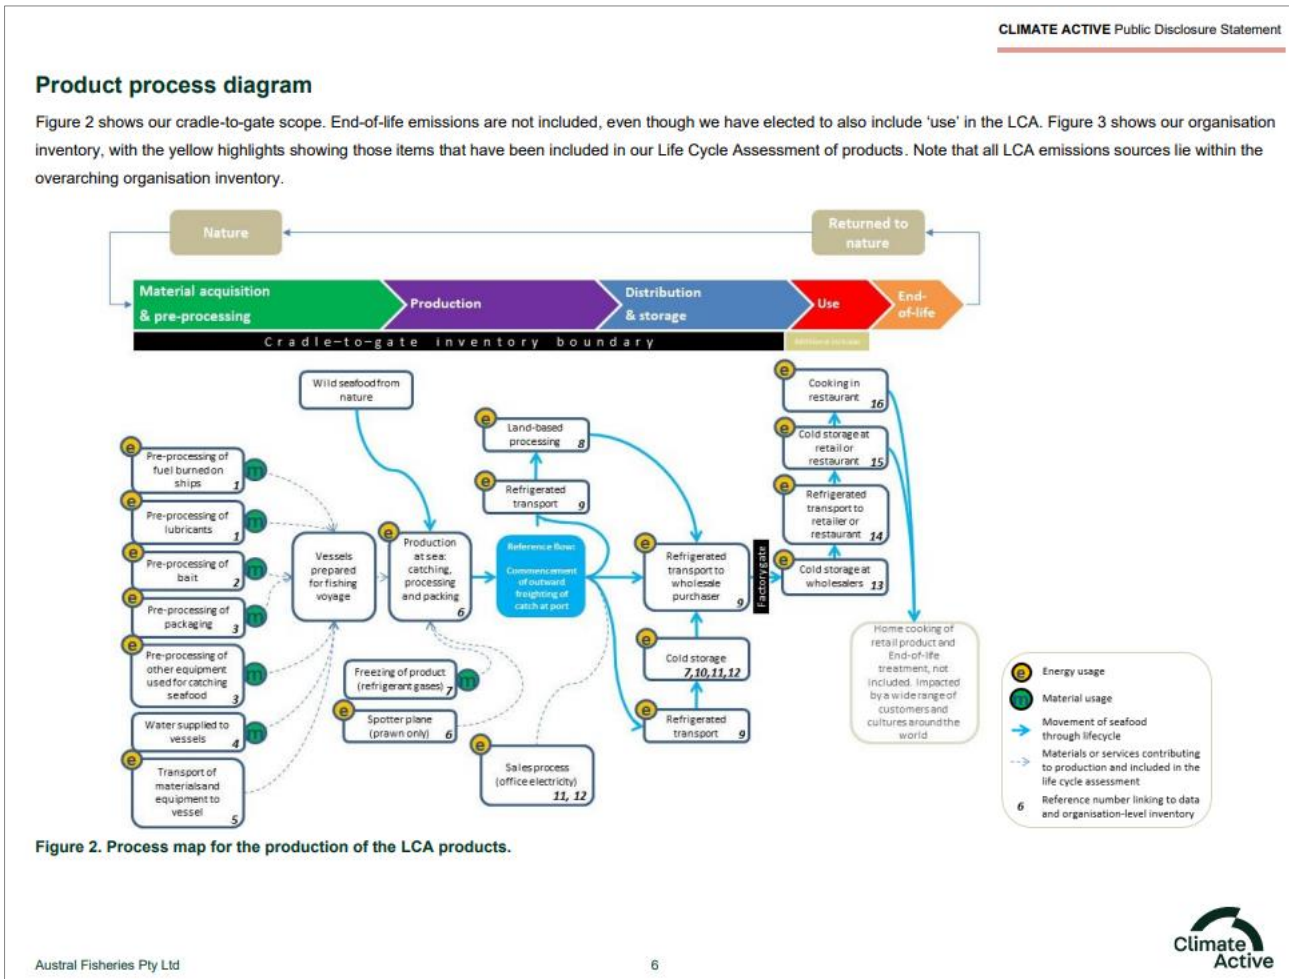 CLIMATE ACTIVE Public Disclosure Statement
Product process diagram
Figure 2 shows our cradle-to-gate scope. End-of-life emissions are not included, even though we have elected to also include ‘use’ in the LCA. Figure 3 shows our organisation
inventory, with the yellow highlights showing those items that have been included in our Life Cycle Assessment of products. Note that all LCA emissions sources lie within the
overarching organisation inventory.
Nature
Returned to
nature
Material acquisition
& pre-processing
Production
Distribution
& storage
Use
End-
of-life
Cradle–to–gate inventory boundary
Wild seafood from
nature
e
Pre-processing of
fuel burned on
ships
1
m
e
Pre-processing of
lubricants
1
m
e
Pre-processing of
bait
2
m
e
Pre-processing of
packaging
3
m
e
Pre-processing of
other equipment
used for catching
seafood
3
m
Water supplied to
vessels
4
m
e
Transport of
materials and
equipment to
vessel
5
Vessels
prepared
for fishing
voyage
e
Production
at sea:
catching,
processing
and packing
6
Freezing of product
(refrigerant gases)
7
m
e
Spotter plane
(prawn only)
6
e
Land-based
processing
8
e
Refrigerated
transport
9
Reference flow:
Commencement
of outward
freighting of
catch at port
e
Sales process
(office electricity)
11, 12
e
Refrigerated
transport to
wholesale
purchaser
9
e
Cold storage
7,10,11,12
e
Refrigerated
transport
9
Factory gate
e
Cooking in
restaurant
16
e
Cold storage at
retail or
restaurant
15
e
Refrigerated
transport to
retailer or
restaurant
14
e
Cold storage at
wholesalers
13
Home cooking of
retail product and
End-of-life
treatment, not
included. Impacted
by a wide range of
customers and
cultures around the
world
e Energy usage
m Material usage
Movement of seafood
through lifecycle
Materials or services contributing
to production and included in the
life cycle assessment
6 Reference number linking to data
and organisation-level inventory
Figure 2. Process map for the production of the LCA products.
Austral Fisheries Pty Ltd
6
Climate
Active